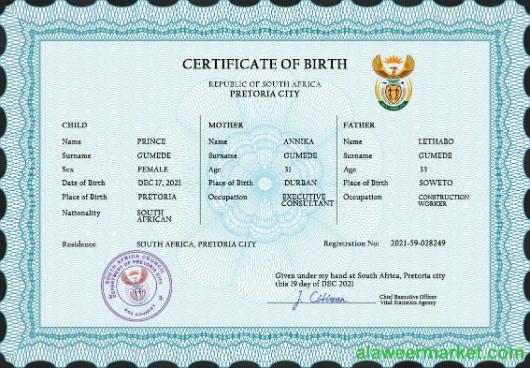 CERTIFICATE OF BIRTH
REPUBLIC OF SOUTH AFRICA
PRETORIA CITY
CHILD
Name PRINCE
Surname GUMEDE
Sex FEMALE
Date of Birth DEC 17, 2021
Place of Birth PRETORIA
Nationality SOUTH
AFRICAN
MOTHER
Name ANNIKA
Surname GUMEDE
Age 31
Place of Birth DURBAN
Occupation EXECUTIVE
CONSULTANT
FATHER
Name LETHABO
Surname GUMEDE
Age 33
Place of Birth SOWETO
Occupation CONSTRUCTION
WORKER
Residence SOUTH AFRICA, PRETORIA CITY Registration No: 2021-59-028249
SOUTH AFRICA COUNCIL
DEPARTMENT OF PRETORIA CITY
Given under my hand at South Africa, Pretoria city
this 19 day of DEC 2021
J. Citizen
Chief Executive Officer
Vital Statistics Agency
alaweermarket.com